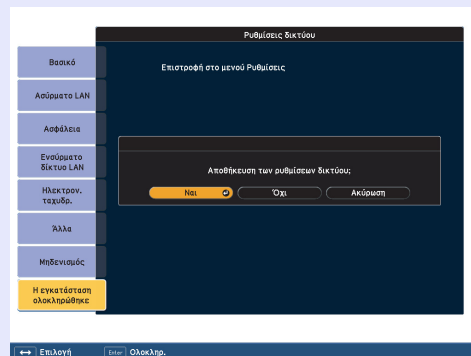 Ρυθμίσεις δικτύου
Βασικό
Επιστροφή στο μενού Ρυθμίσεις
Ασύρματο LAN
Ασφάλεια
Ενσύρματο
δίκτυο LAN
Αποθήκευση των ρυθμίσεων δικτύου;
Ναι
Όχι
Ακύρωση
Ηλεκτρον.
ταχυδρ.
Άλλα
Μηδενισμός
Η εγκατάσταση
ολοκληρώθηκε
Επιλογή
Enter Ολοκληρ.